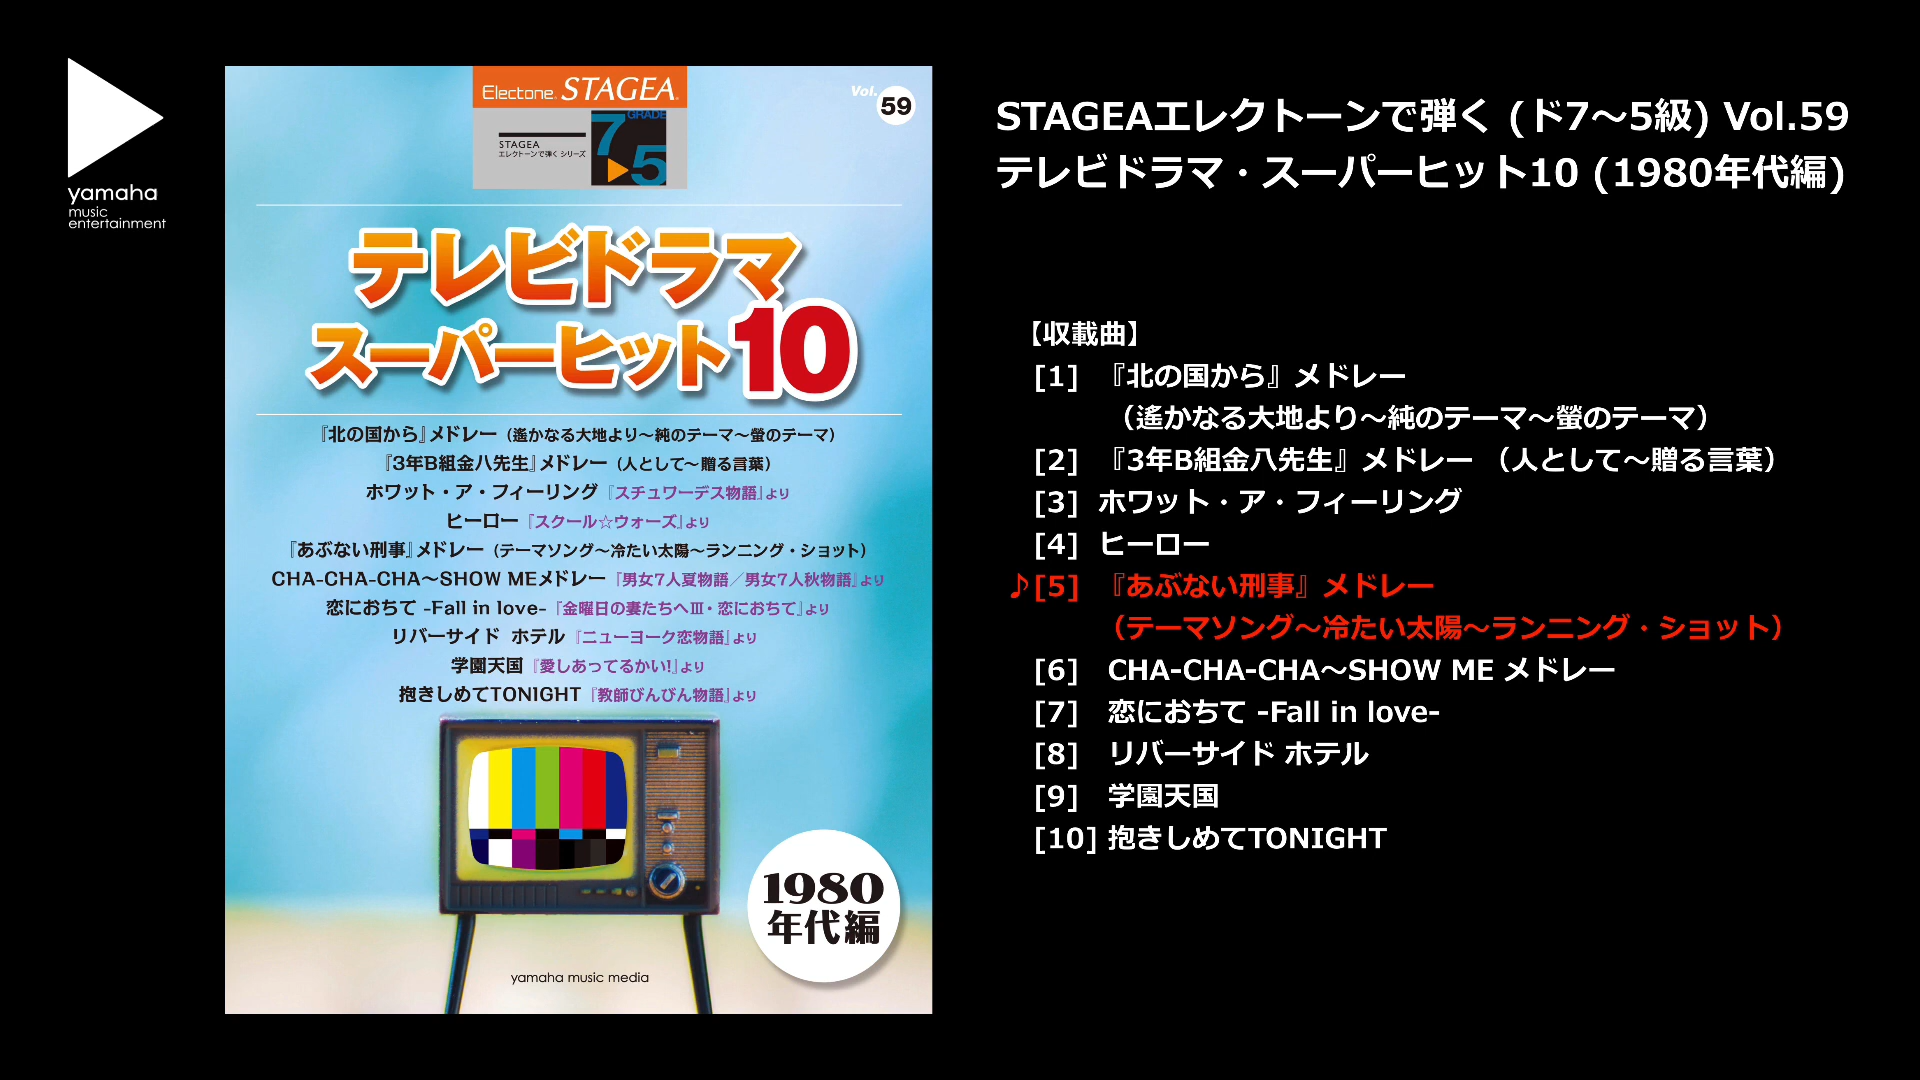 yamaha
music
entertainment
Electone® STAGEA®
STAGEA
エレクトーンで弾く シリーズ
GRADE
7
5
Vol. 59
テレビドラマ
スーパーヒット10
『北の国から』メドレー（遙かなる大地より～純のテーマ～螢のテーマ）
『3年B組金八先生』メドレー（人として～贈る言葉）
ホワット・ア・フィーリング『スチュワーデス物語』より
ヒーロー『スクール☆ウォーズ』より
『あぶない刑事』メドレー（テーマソング～冷たい太陽～ランニング・ショット）
CHA-CHA-CHA～SHOW MEメドレー『男女7人夏物語／男女7人秋物語』より
恋におちて -Fall in love-『金曜日の妻たちへⅢ・恋におちて』より
リバーサイド ホテル『ニューヨーク恋物語』より
学園天国『愛しあってるかい!』より
抱きしめてTONIGHT『教師びんびん物語』より
1980
年代編
yamaha music media
STAGEAエレクトーンで弾く (ド7～5級) Vol.59
テレビドラマ・スーパーヒット10 (1980年代編)
【収載曲】
[1] 『北の国から』メドレー
（遙かなる大地より～純のテーマ～螢のテーマ）
[2] 『3年B組金八先生』メドレー （人として～贈る言葉）
[3] ホワット・ア・フィーリング
[4] ヒーロー
♪[5] 『あぶない刑事』メドレー
（テーマソング～冷たい太陽～ランニング・ショット）
[6] CHA-CHA-CHA～SHOW ME メドレー
[7] 恋におちて -Fall in love-
[8] リバーサイド ホテル
[9] 学園天国
[10] 抱きしめてTONIGHT